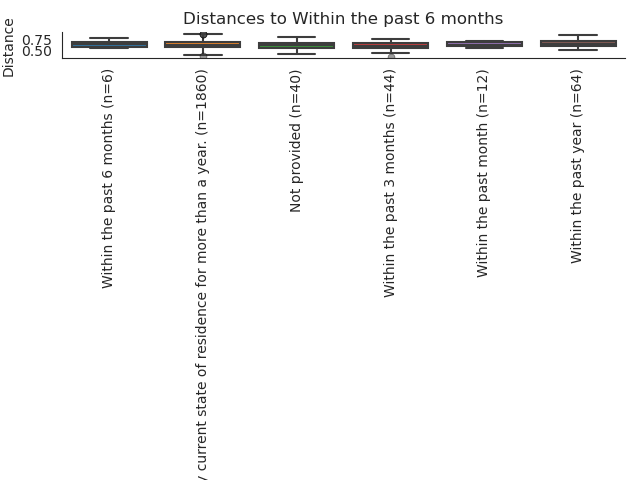 Distances to Within the past 6 months
Distance
0.75
0.50
Within the past 6 months (n=6)
current state of residence for more than a year. (n=1860)
Not provided (n=40)
Within the past 3 months (n=44)
Within the past month (n=12)
Within the past year (n=64)